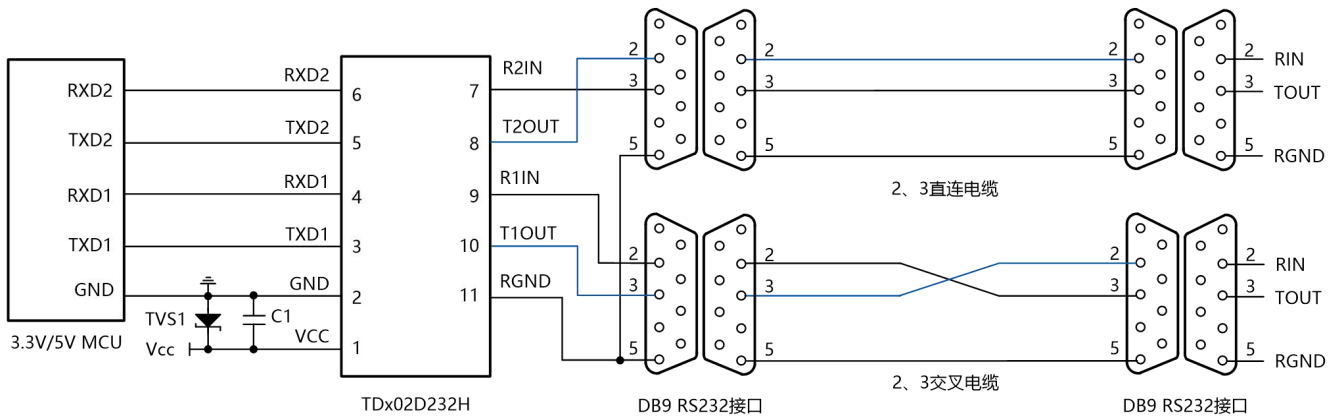 RXD2
TXD2
RXD1
TXD1
GND
3.3V/5V MCU
RXD2
TXD2
RXD1
TXD1
GND
VCC
TVS1
C1
Vcc
6
5
4
3
2
1
7
8
9
10
11
TDx02D232H
R2IN
T2OUT
R1IN
T1OUT
RGND
2
3
5
2
3
5
2
3
5
2
3
5
RIN
TOUT
RGND
2、3直连电缆
2
3
5
2
3
5
2
3
5
2
3
5
RIN
TOUT
RGND
2、3交叉电缆
DB9 RS232接口
DB9 RS232接口